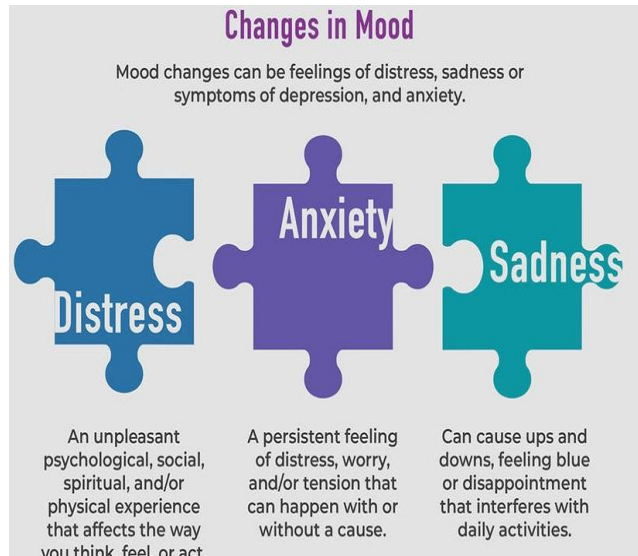 Changes in Mood
Mood changes can be feelings of distress, sadness or
symptoms of depression, and anxiety.
Distress
Anxiety
Sadness
An unpleasant
psychological, social,
spiritual, and/or
physical experience
that affects the way
you think, feel, or act
A persistent feeling
of distress, worry,
and/or tension that
can happen with or
without a cause.
Can cause ups and
downs, feeling blue
or disappointment
that interferes with
daily activities.